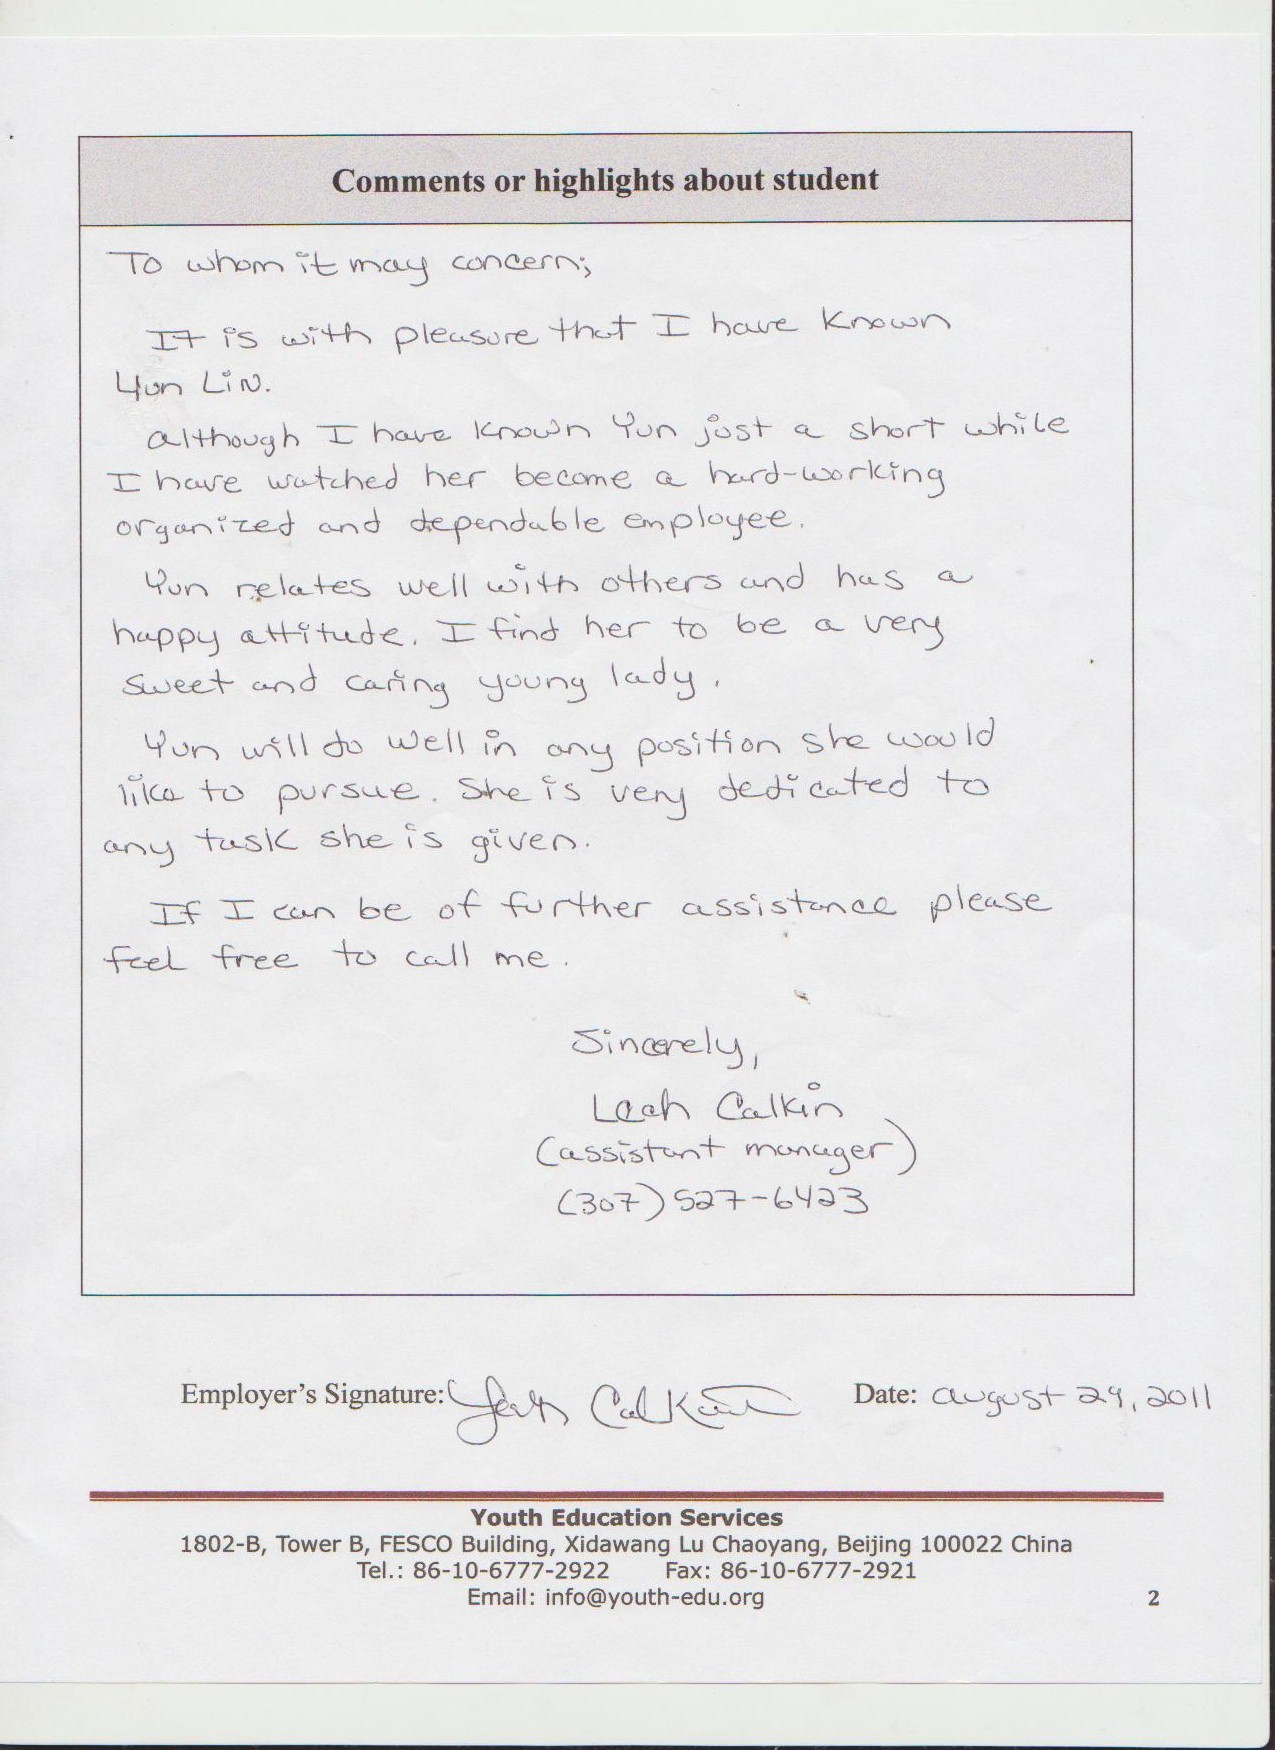 Comments or highlights about student
To whom it may concern;
It is with pleasure that I have known
Yun Lin.
Although I have known Yun just a short while
I have watched her become a hard-working
organized and dependable employee.
Yun relates well with others and has a
happy attitude. I find her to be a very
sweet and caring young lady.
Yun will do well in any position she would
like to pursue. She is very dedicated to
any task she is given.
If I can be of further assistance please
feel free to call me.
Sincerely,
Leah Calkin
(assistant manager)
(307) 527-6423
Employer's Signature: Leah Calkin Date: August 29, 2011
Youth Education Services
1802-B, Tower B, FESCO Building, Xidawang Lu Chaoyang, Beijing 100022 China
Tel.: 86-10-6777-2922 Fax: 86-10-6777-2921
Email: info@youth-edu.org
2